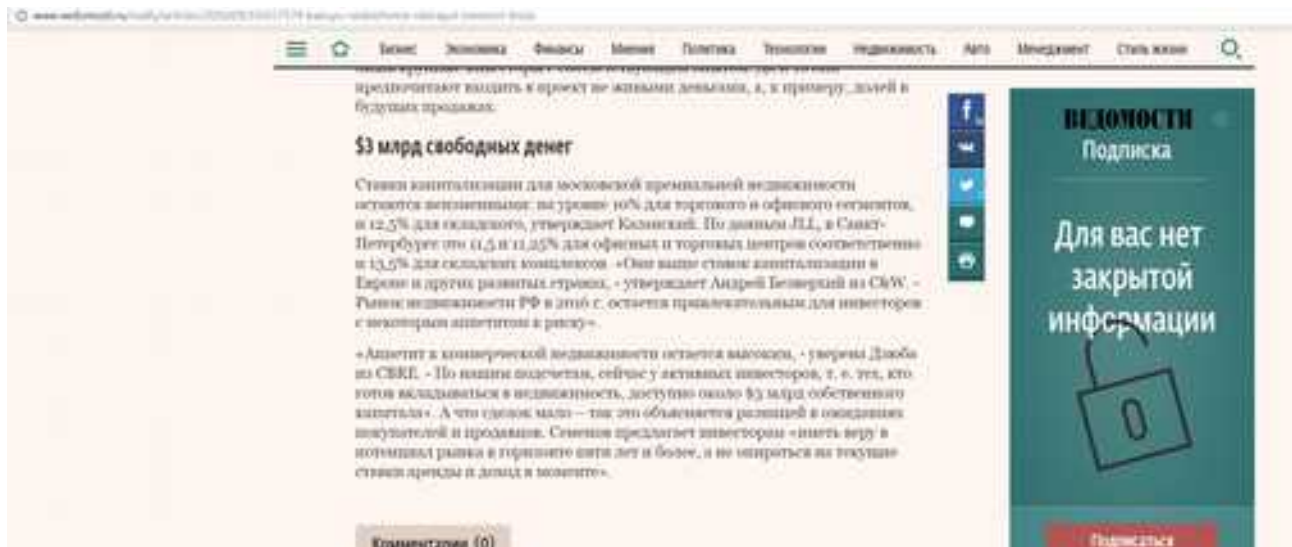 www.vedomosti.ru
Бизнес Экономика Финансы Мнения Политика Технологии Недвижимость Авто Менеджмент Стиль жизни
предпочитают входить в проект не живыми деньгами, а, к примеру, долей в
будущих продажах.
$3 млрд свободных денег
Ставки капитализации для московской премиальной недвижимости
остаются неизменными: на уровне 10% для торгового и офисного сегментов,
и 12,5% для складского, утверждает Казанский. По данным JLL, в Санкт-
Петербурге это 11,5 и 11,25% для офисных и торговых центров соответственно
и 13,5% для складских комплексов. «Они выше ставок капитализации в
Европе и других развитых странах, - утверждает Андрей Безверхий из C&W. -
Рынок недвижимости РФ в 2016 г. остается привлекательным для инвесторов
с некоторым аппетитом к риску».
«Аппетит к коммерческой недвижимости остается высоким, - уверена Дзюба
из CBRE. - По нашим подсчетам, сейчас у активных инвесторов, т. е. тех, кто
готов вкладываться в недвижимость, доступно около $3 млрд собственного
капитала». А что сделок мало – так это объясняется разницей в ожиданиях
покупателей и продавцов. Семенов предлагает инвесторам «иметь веру в
потенциал рынка в горизонте пяти лет и более, а не опираться на текущие
ставки аренды и доход в моменте».
Комментарии (0)
ВЕДОМОСТИ
Подписка
Для вас нет
закрытой
информации
Подписаться